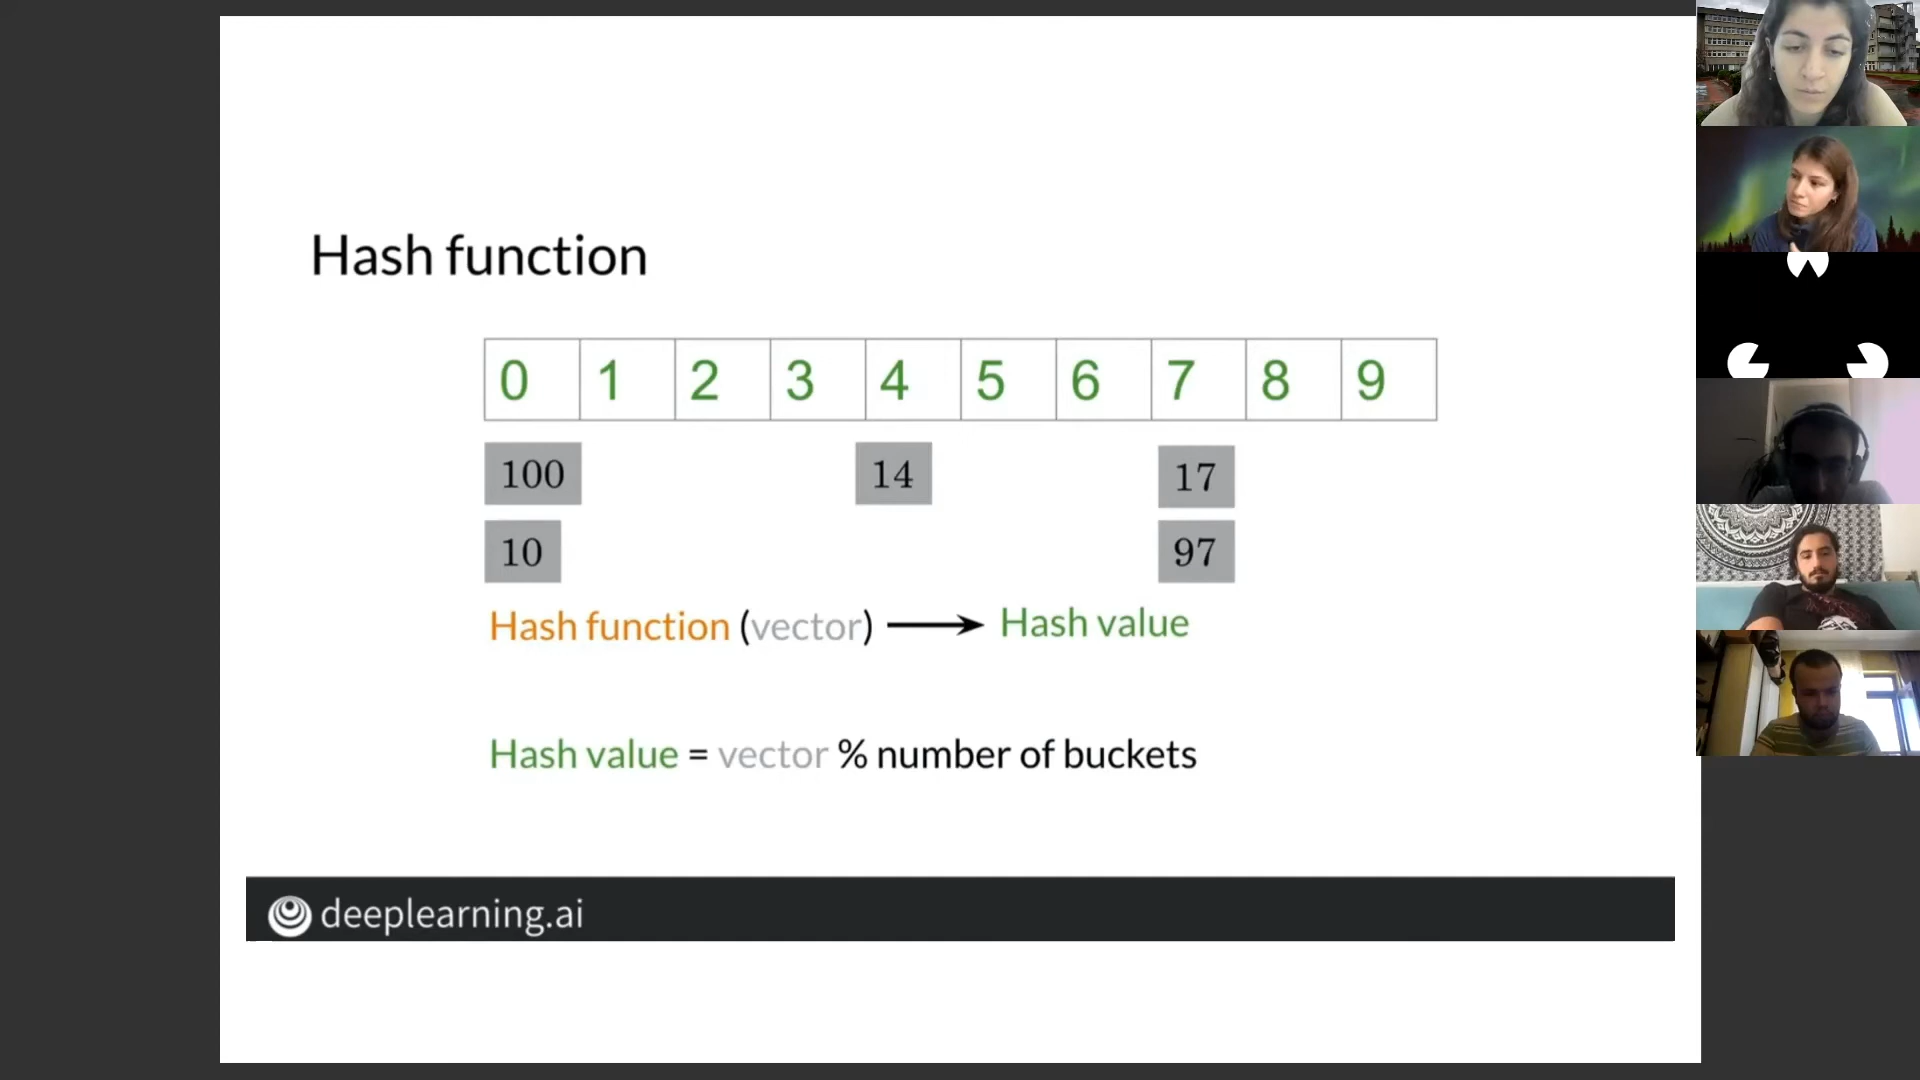 Hash function
0 1 2 3 4 5 6 7 8 9
100 14 17
10 97
Hash function (vector) → Hash value
Hash value = vector % number of buckets
deeplearning.ai